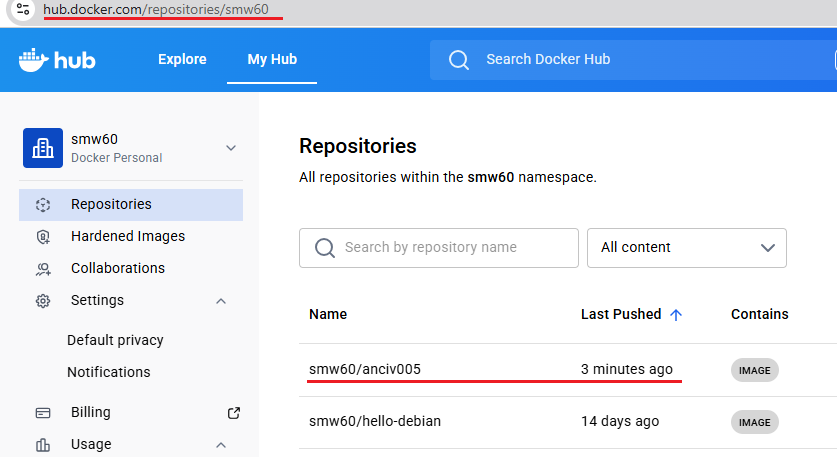 hub.docker.com/repositories/smw60
hub Explore My Hub Search Docker Hub
smw60
Docker Personal
Repositories
Hardened Images
Collaborations
Settings
Default privacy
Notifications
Billing
Usage
Repositories
All repositories within the smw60 namespace.
Search by repository name All content
Name Last Pushed Contains
smw60/anciv005 3 minutes ago IMAGE
smw60/hello-debian 14 days ago IMAGE